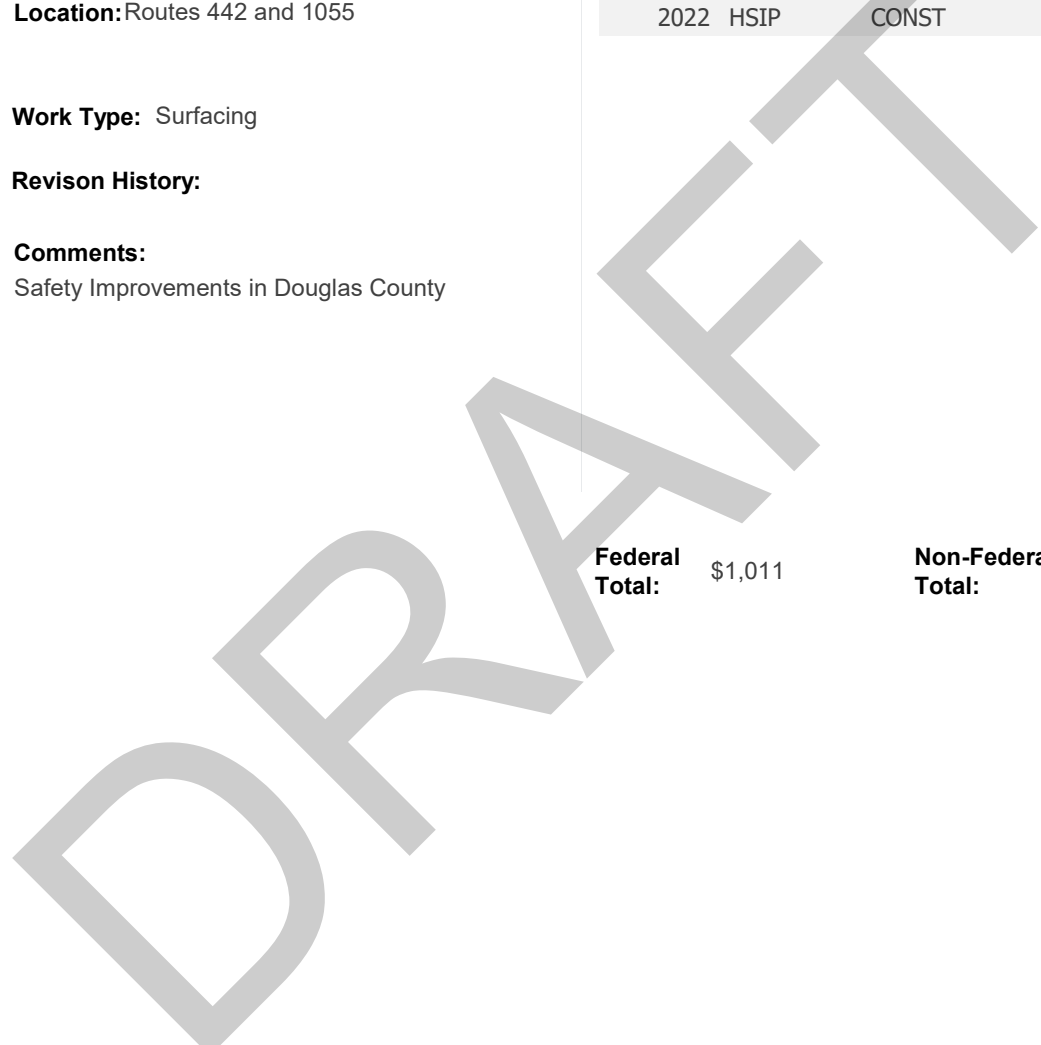 Location: Routes 442 and 1055
2022 HSIP CONST
Work Type: Surfacing
Revison History:
Comments:
Safety Improvements in Douglas County
Federal Total: $1,011
Non-Federa
Total:
DRAFT